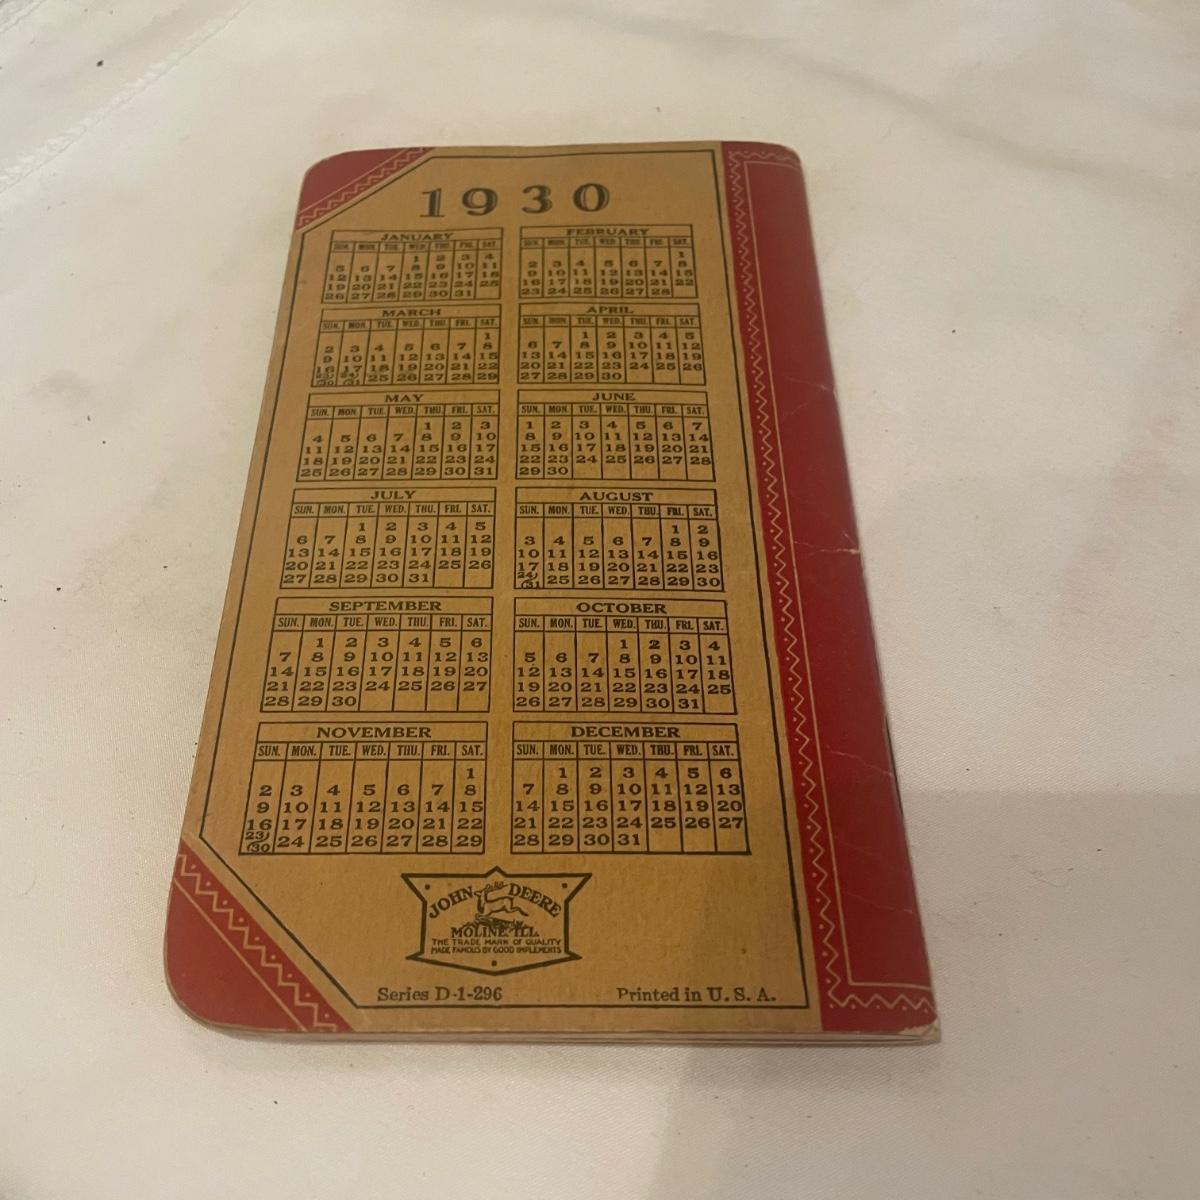 1930
JANUARY
SUN. MON. TUE. WED. THU. FRI. SAT.
1 2 3 4
5 6 7 8 9 10 11
12 13 14 15 16 17 18
19 20 21 22 23 24 25
26 27 28 29 30 31
FEBRUARY
SUN. MON. TUE. WED. THU. FRI. SAT.
1
2 3 4 5 6 7 8
9 10 11 12 13 14 15
16 17 18 19 20 21 22
23 24 25 26 27 28
MARCH
SUN. MON. TUE. WED. THU. FRI. SAT.
1
2 3 4 5 6 7 8
9 10 11 12 13 14 15
16 17 18 19 20 21 22
23/30 24/31 25 26 27 28 29
APRIL
SUN. MON. TUE. WED. THU. FRI. SAT.
1 2 3 4 5
6 7 8 9 10 11 12
13 14 15 16 17 18 19
20 21 22 23 24 25 26
27 28 29 30
MAY
SUN. MON. TUE. WED. THU. FRI. SAT.
1 2 3
4 5 6 7 8 9 10
11 12 13 14 15 16 17
18 19 20 21 22 23 24
25 26 27 28 29 30 31
JUNE
SUN. MON. TUE. WED. THU. FRI. SAT.
1 2 3 4 5 6 7
8 9 10 11 12 13 14
15 16 17 18 19 20 21
22 23 24 25 26 27 28
29 30
JULY
SUN. MON. TUE. WED. THU. FRI. SAT.
1 2 3 4 5
6 7 8 9 10 11 12
13 14 15 16 17 18 19
20 21 22 23 24 25 26
27 28 29 30 31
AUGUST
SUN. MON. TUE. WED. THU. FRI. SAT.
1 2
3 4 5 6 7 8 9
10 11 12 13 14 15 16
17 18 19 20 21 22 23
24/31 25 26 27 28 29 30
SEPTEMBER
SUN. MON. TUE. WED. THU. FRI. SAT.
1 2 3 4 5 6
7 8 9 10 11 12 13
14 15 16 17 18 19 20
21 22 23 24 25 26 27
28 29 30
OCTOBER
SUN. MON. TUE. WED. THU. FRI. SAT.
1 2 3 4
5 6 7 8 9 10 11
12 13 14 15 16 17 18
19 20 21 22 23 24 25
26 27 28 29 30 31
NOVEMBER
SUN. MON. TUE. WED. THU. FRI. SAT.
1
2 3 4 5 6 7 8
9 10 11 12 13 14 15
16 17 18 19 20 21 22
23/30 24 25 26 27 28 29
DECEMBER
SUN. MON. TUE. WED. THU. FRI. SAT.
1 2 3 4 5 6
7 8 9 10 11 12 13
14 15 16 17 18 19 20
21 22 23 24 25 26 27
28 29 30 31
JOHN DEERE
MOLINE, ILL.
THE TRADE MARK OF QUALITY
MADE FAMOUS BY GOOD IMPLEMENTS
Series D-1-296 Printed in U. S. A.